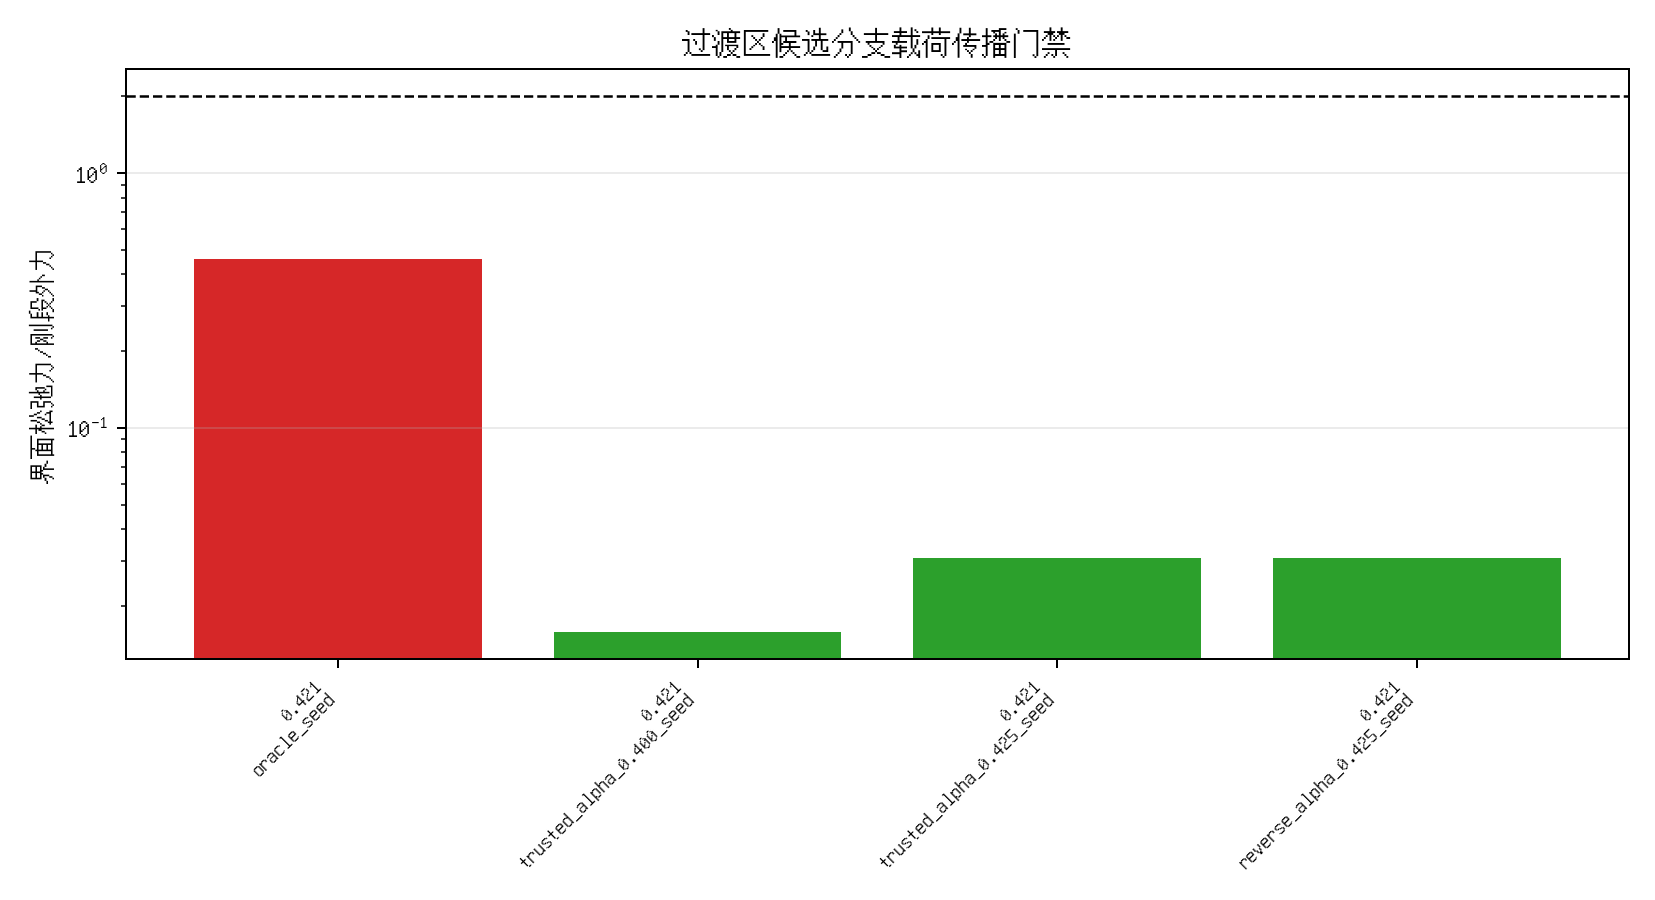 过渡区候选分支载荷传播门禁
界面松弛力/刚段外力
10⁰
10⁻¹
0.421
oracle_seed
0.421
trusted_alpha_0.400_seed
0.421
trusted_alpha_0.425_seed
0.421
reverse_alpha_0.425_seed